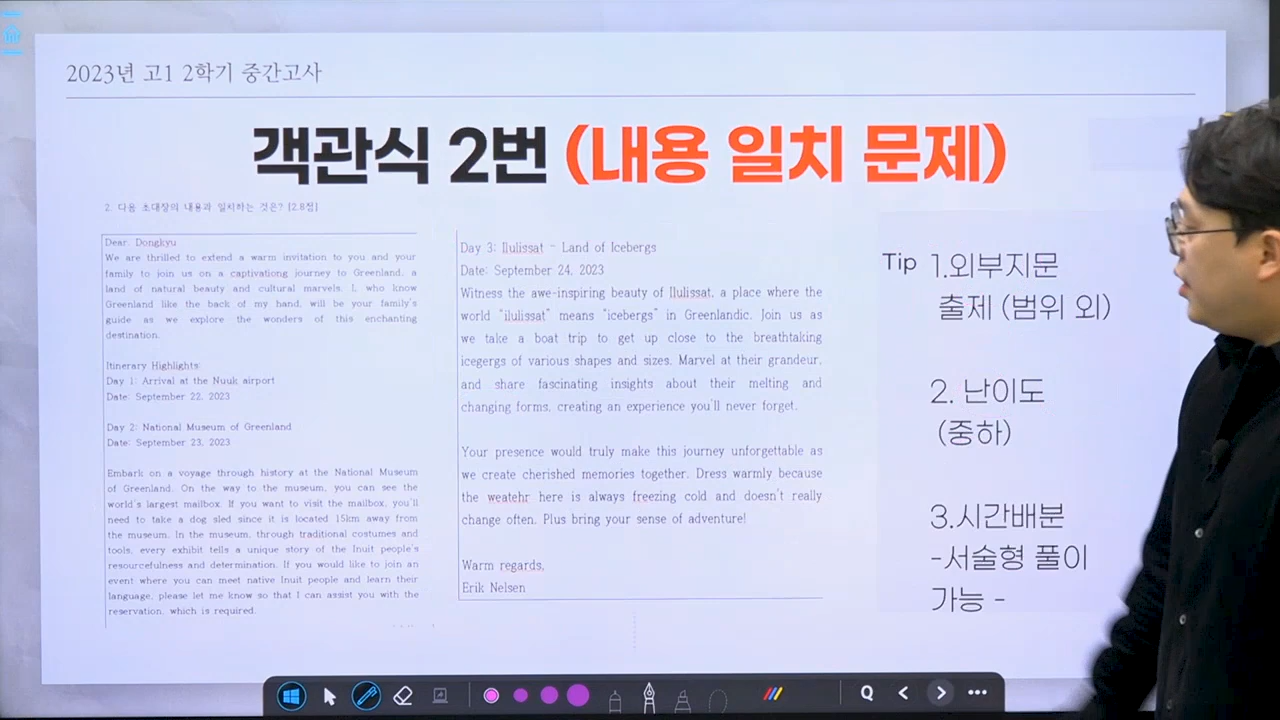 2023년 고1 2학기 중간고사
객관식 2번 (내용 일치 문제)
2. 다음 초대장의 내용과 일치하는 것은? [2.8점]
Dear. Dongkyu
We are thrilled to extend a warm invitation to you and your
family to join us on a captivationg journey to Greenland, a
land of natural beauty and cultural marvels. I, who know
Greenland like the back of my hand, will be your family's
guide as we explore the wonders of this enchanting
destination.
Itinerary Highlights:
Day 1: Arrival at the Nuuk airport
Date: September 22, 2023
Day 2: National Museum of Greenland
Date: September 23, 2023
Embark on a voyage through history at the National Museum
of Greenland. On the way to the museum, you can see the
world's largest mailbox. If you want to visit the mailbox, you'll
need to take a dog sled since it is located 15km away from
the museum. In the museum, through traditional costumes and
tools, every exhibit tells a unique story of the Inuit people's
resourcefulness and determination. If you would like to join an
event where you can meet native Inuit people and learn their
language, please let me know so that I can assist you with the
reservation, which is required.
Day 3: Ilulissat - Land of Icebergs
Date: September 24, 2023
Witness the awe-inspiring beauty of Ilulissat, a place where the
world "ilulissat" means "icebergs" in Greenlandic. Join us as
we take a boat trip to get up close to the breathtaking
icegergs of various shapes and sizes. Marvel at their grandeur,
and share fascinating insights about their melting and
changing forms, creating an experience you'll never forget.
Your presence would truly make this journey unforgettable as
we create cherished memories together. Dress warmly because
the weatehr here is always freezing cold and doesn't really
change often. Plus bring your sense of adventure!
Warm regards,
Erik Nelsen
Tip 1.외부지문
출제 (범위 외)
2. 난이도
(중하)
3.시간배분
-서술형 풀이
가능 -